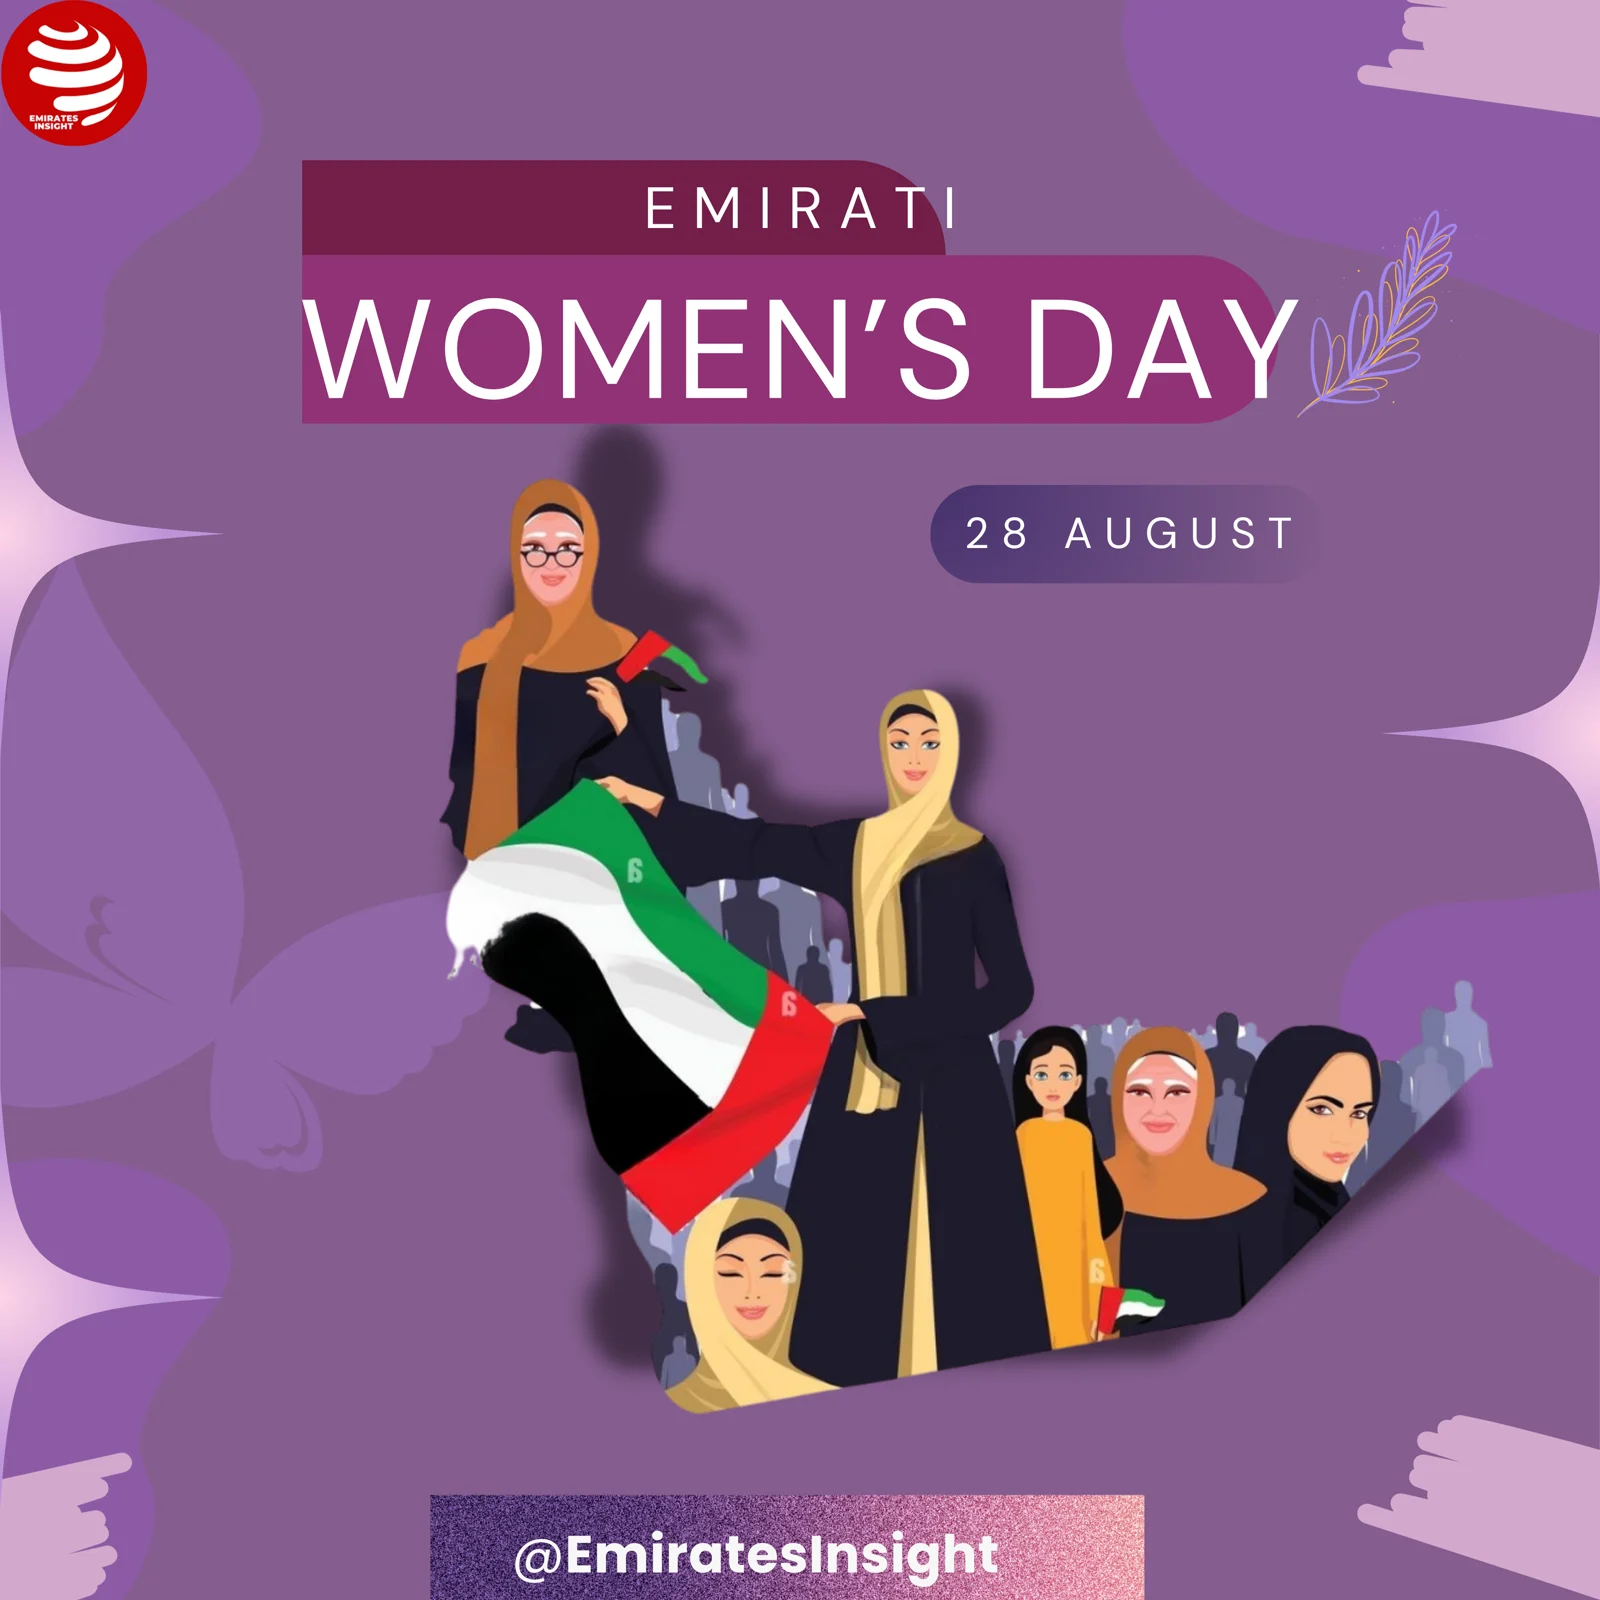 EMIRATES
INSIGHT
EMIRATI
WOMEN’S DAY
28 AUGUST
a
a
a
a
@EmiratesInsight